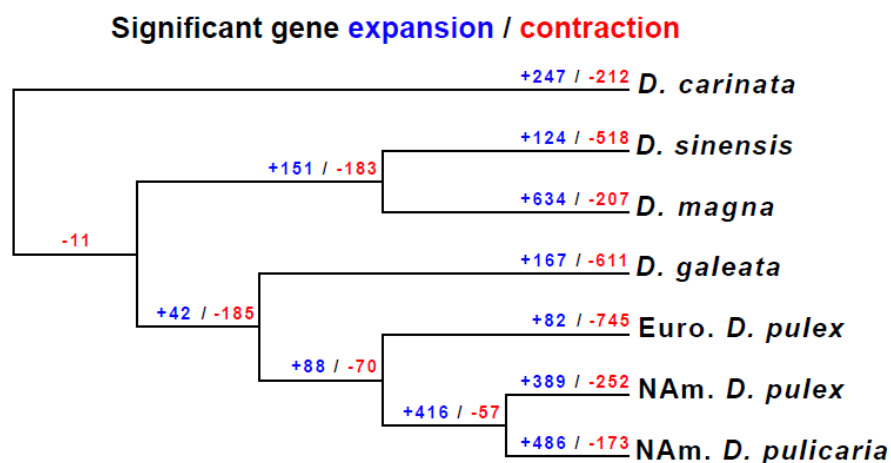 Significant gene expansion / contraction
+247 / -212 D. carinata
+124 / -518 D. sinensis
+151 / -183
+634 / -207 D. magna
-11
+167 / -611 D. galeata
+42 / -185
+82 / -745 Euro. D. pulex
+88 / -70
+389 / -252 NAm. D. pulex
+416 / -57
+486 / -173 NAm. D. pulicaria